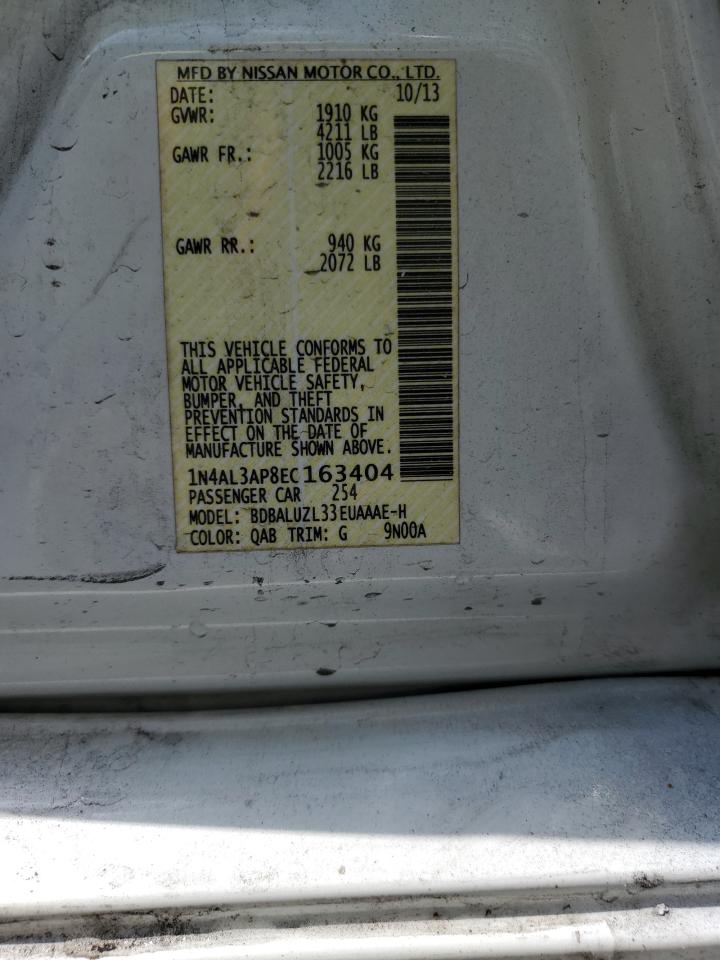 MFD BY NISSAN MOTOR CO., LTD.
DATE: 10/13
GVWR: 1910 KG
4211 LB
GAWR FR.: 1005 KG
2216 LB
GAWR RR.: 940 KG
2072 LB
THIS VEHICLE CONFORMS TO
ALL APPLICABLE FEDERAL
MOTOR VEHICLE SAFETY,
BUMPER, AND THEFT
PREVENTION STANDARDS IN
EFFECT ON THE DATE OF
MANUFACTURE SHOWN ABOVE.
1N4AL3AP8EC163404
PASSENGER CAR 254
MODEL: BDBALUZL33EUAAAE-H
COLOR: QAB TRIM: G 9N00A